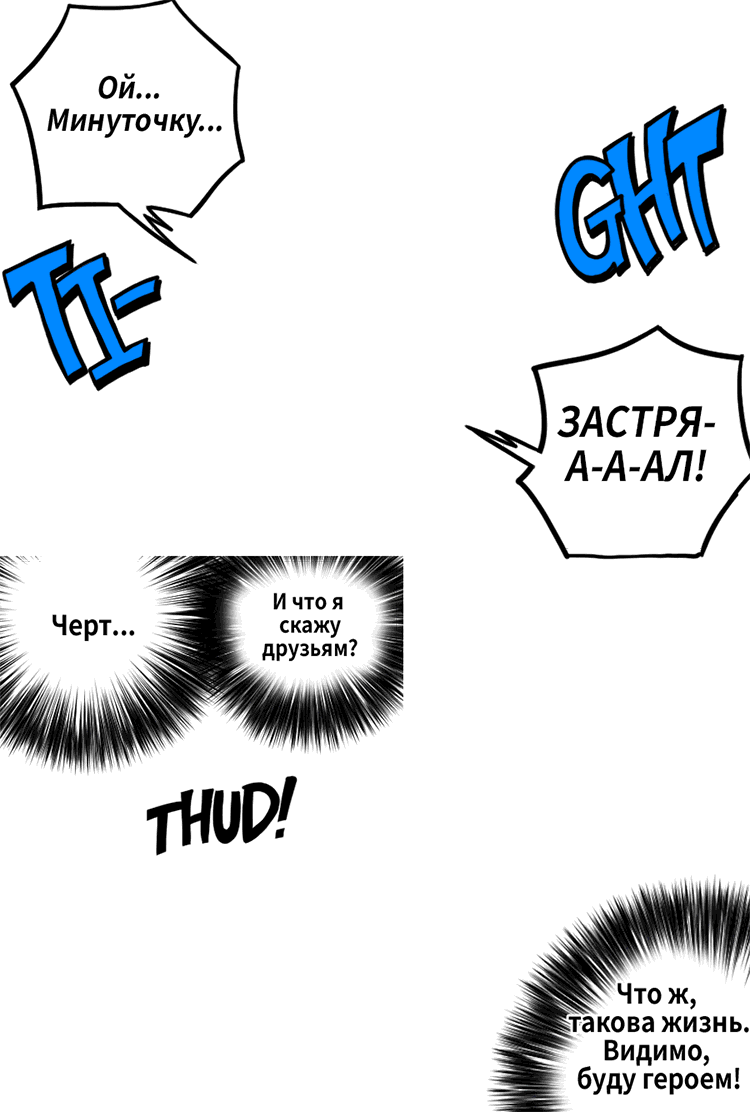 Ой...
Минуточку...
GHT
TI-
ЗАСТРЯ-
А-А-АЛ!
Черт...
И что я
скажу
друзьям?
THUD!
Что ж,
такова жизнь.
Видимо,
буду героем!